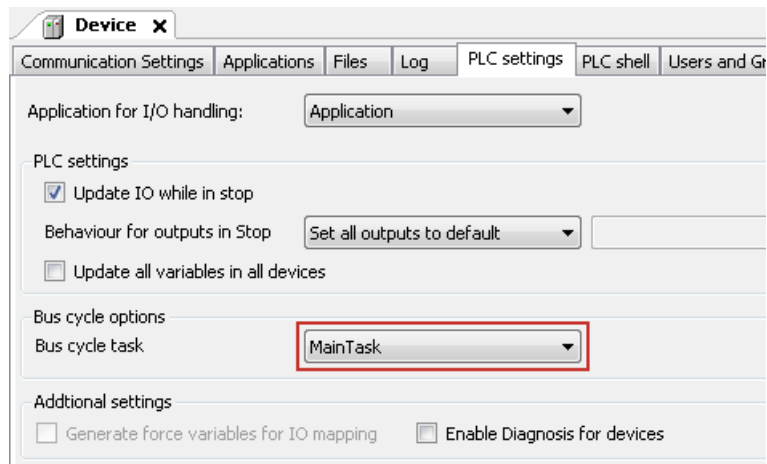 Device X
Communication Settings Applications Files Log PLC settings PLC shell Users and Gr
Application for I/O handling: Application
PLC settings
Update IO while in stop
Behaviour for outputs in Stop Set all outputs to default
Update all variables in all devices
Bus cycle options
Bus cycle task MainTask
Addtional settings
Generate force variables for IO mapping Enable Diagnosis for devices